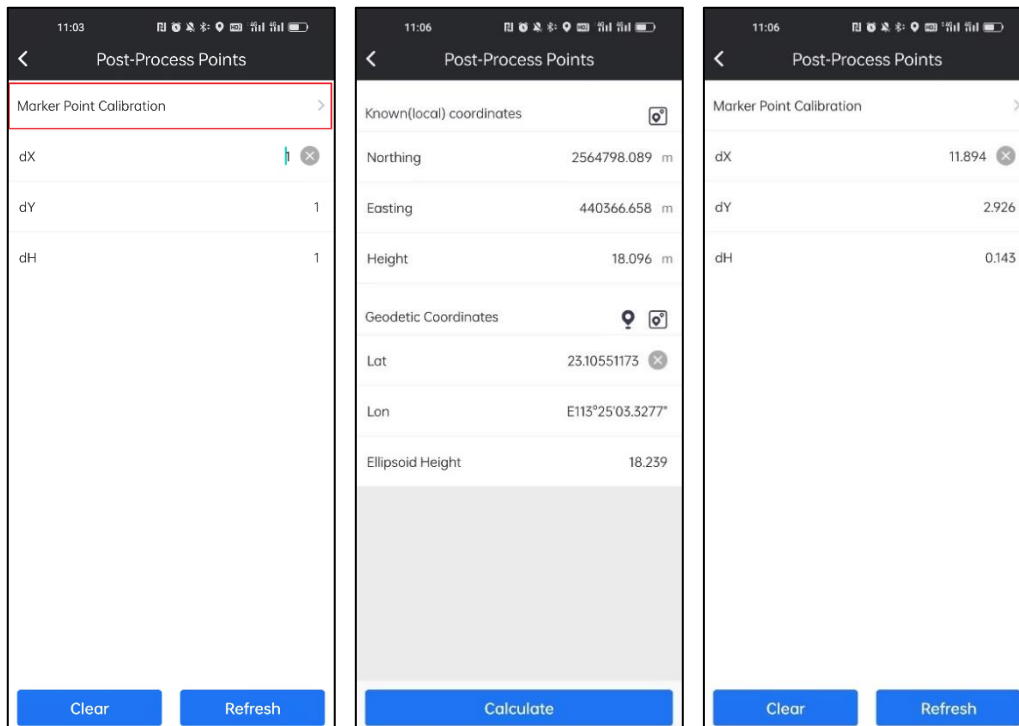 11:03
Post-Process Points
Marker Point Calibration
dX 1
dY 1
dH 1
Clear Refresh
11:06
Post-Process Points
Known(local) coordinates
Northing 2564798.089 m
Easting 440366.658 m
Height 18.096 m
Geodetic Coordinates
Lat 23.10551173
Lon E113°25'03.3277"
Ellipsoid Height 18.239
Calculate
11:06
Post-Process Points
Marker Point Calibration
dX 11.894
dY 2.926
dH 0.143
Clear Refresh